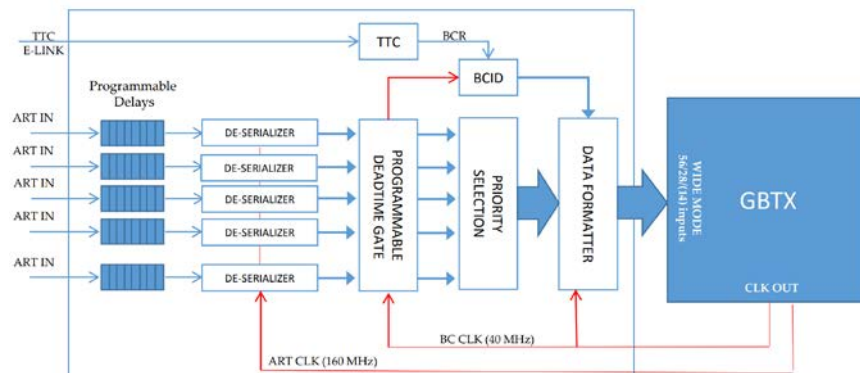 TTC
E-LINK
TTC
BCR
BCID
Programmable
Delays
ART IN
ART IN
ART IN
ART IN
ART IN
DE-SERIALIZER
DE-SERIALIZER
DE-SERIALIZER
DE-SERIALIZER
DE-SERIALIZER
PROGRAMMABLE
DEADTIME GATE
PRIORITY
SELECTION
DATA FORMATTER
WIDE MODE
56/28/(14) inputs
GBTX
CLK OUT
BC CLK (40 MHz)
ART CLK (160 MHz)